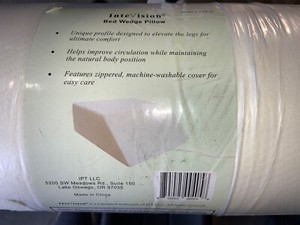 InteVision®
Bed Wedge Pillow
• Unique profile designed to elevate the legs for
ultimate comfort
• Helps improve circulation while maintaining
the natural body position
• Features zippered, machine-washable cover for
easy care
IPT LLC
5200 SW Meadows Rd., Suite 150
Lake Oswego, OR 97035
Made in China
InteVision®